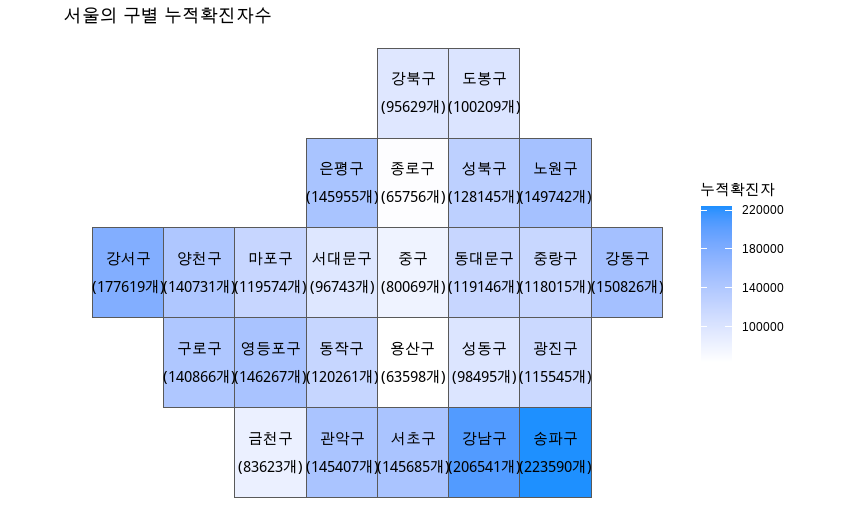 서울의 구별 누적확진자수
강북구 도봉구
(95629개) (100209개)
은평구 종로구 성북구 노원구
(145955개) (65756개) (128145개) (149742개)
강서구 양천구 마포구 서대문구 중구 동대문구 중랑구 강동구
(177619개) (140731개) (119574개) (96743개) (80069개) (119146개) (118015개) (150826개)
구로구 영등포구 동작구 용산구 성동구 광진구
(140866개) (146267개) (120261개) (63598개) (98495개) (115545개)
금천구 관악구 서초구 강남구 송파구
(83623개) (145407개) (145685개) (206541개) (223590개)
누적확진자
220000
180000
140000
100000